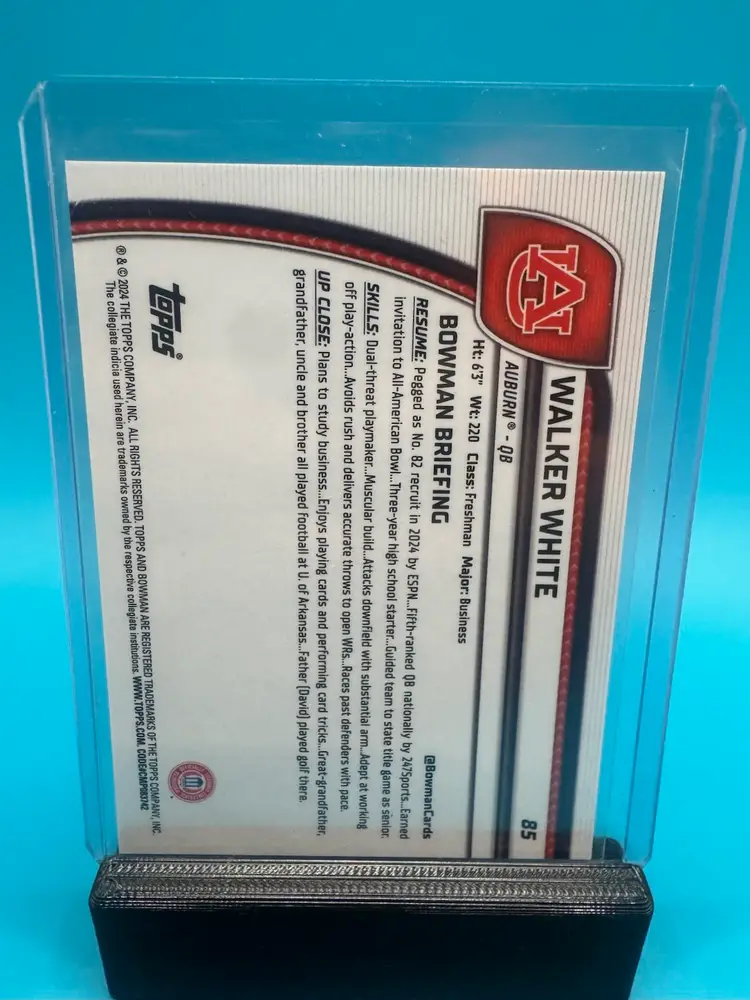 WALKER WHITE
85
AUBURN® - QB
Ht: 6'3" Wt: 220 Class: Freshman Major: Business
@BowmanCards
BOWMAN BRIEFING
RESUME: Pegged as No. 82 recruit in 2024 by ESPN...Fifth-ranked QB nationally by 247Sports...Earned
invitation to All-American Bowl...Three-year high school starter...Guided team to state title game as senior.
SKILLS: Dual-threat playmaker...Muscular build...Attacks downfield with substantial arm...Adept at working
off play-action...Avoids rush and delivers accurate throws to open WRs...Races past defenders with pace.
UP CLOSE: Plans to study business...Enjoys playing cards and performing card tricks...Great-grandfather,
grandfather, uncle and brother all played football at U. of Arkansas...Father (David) played golf there.
topps®
® & © 2024 THE TOPPS COMPANY, INC. ALL RIGHTS RESERVED. TOPPS AND BOWMAN ARE REGISTERED TRADEMARKS OF THE TOPPS COMPANY, INC.
The collegiate indicia used herein are trademarks owned by the respective collegiate institutions. WWW.TOPPS.COM. CODE#CMP183742